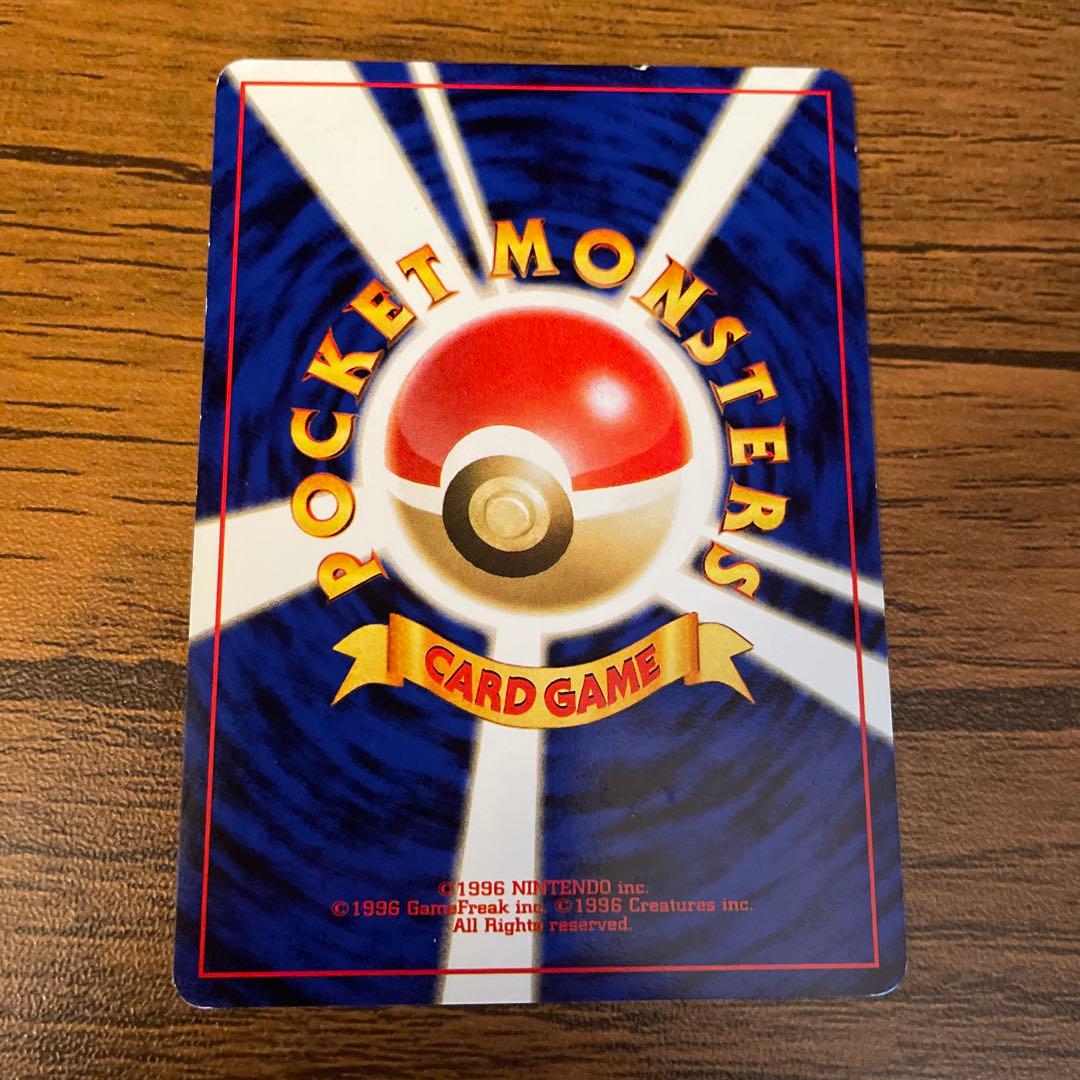 POCKET MONSTERS
CARD GAME
©1996 NINTENDO inc.
©1996 GameFreak inc. ©1996 Creatures inc.
All Rights reserved.